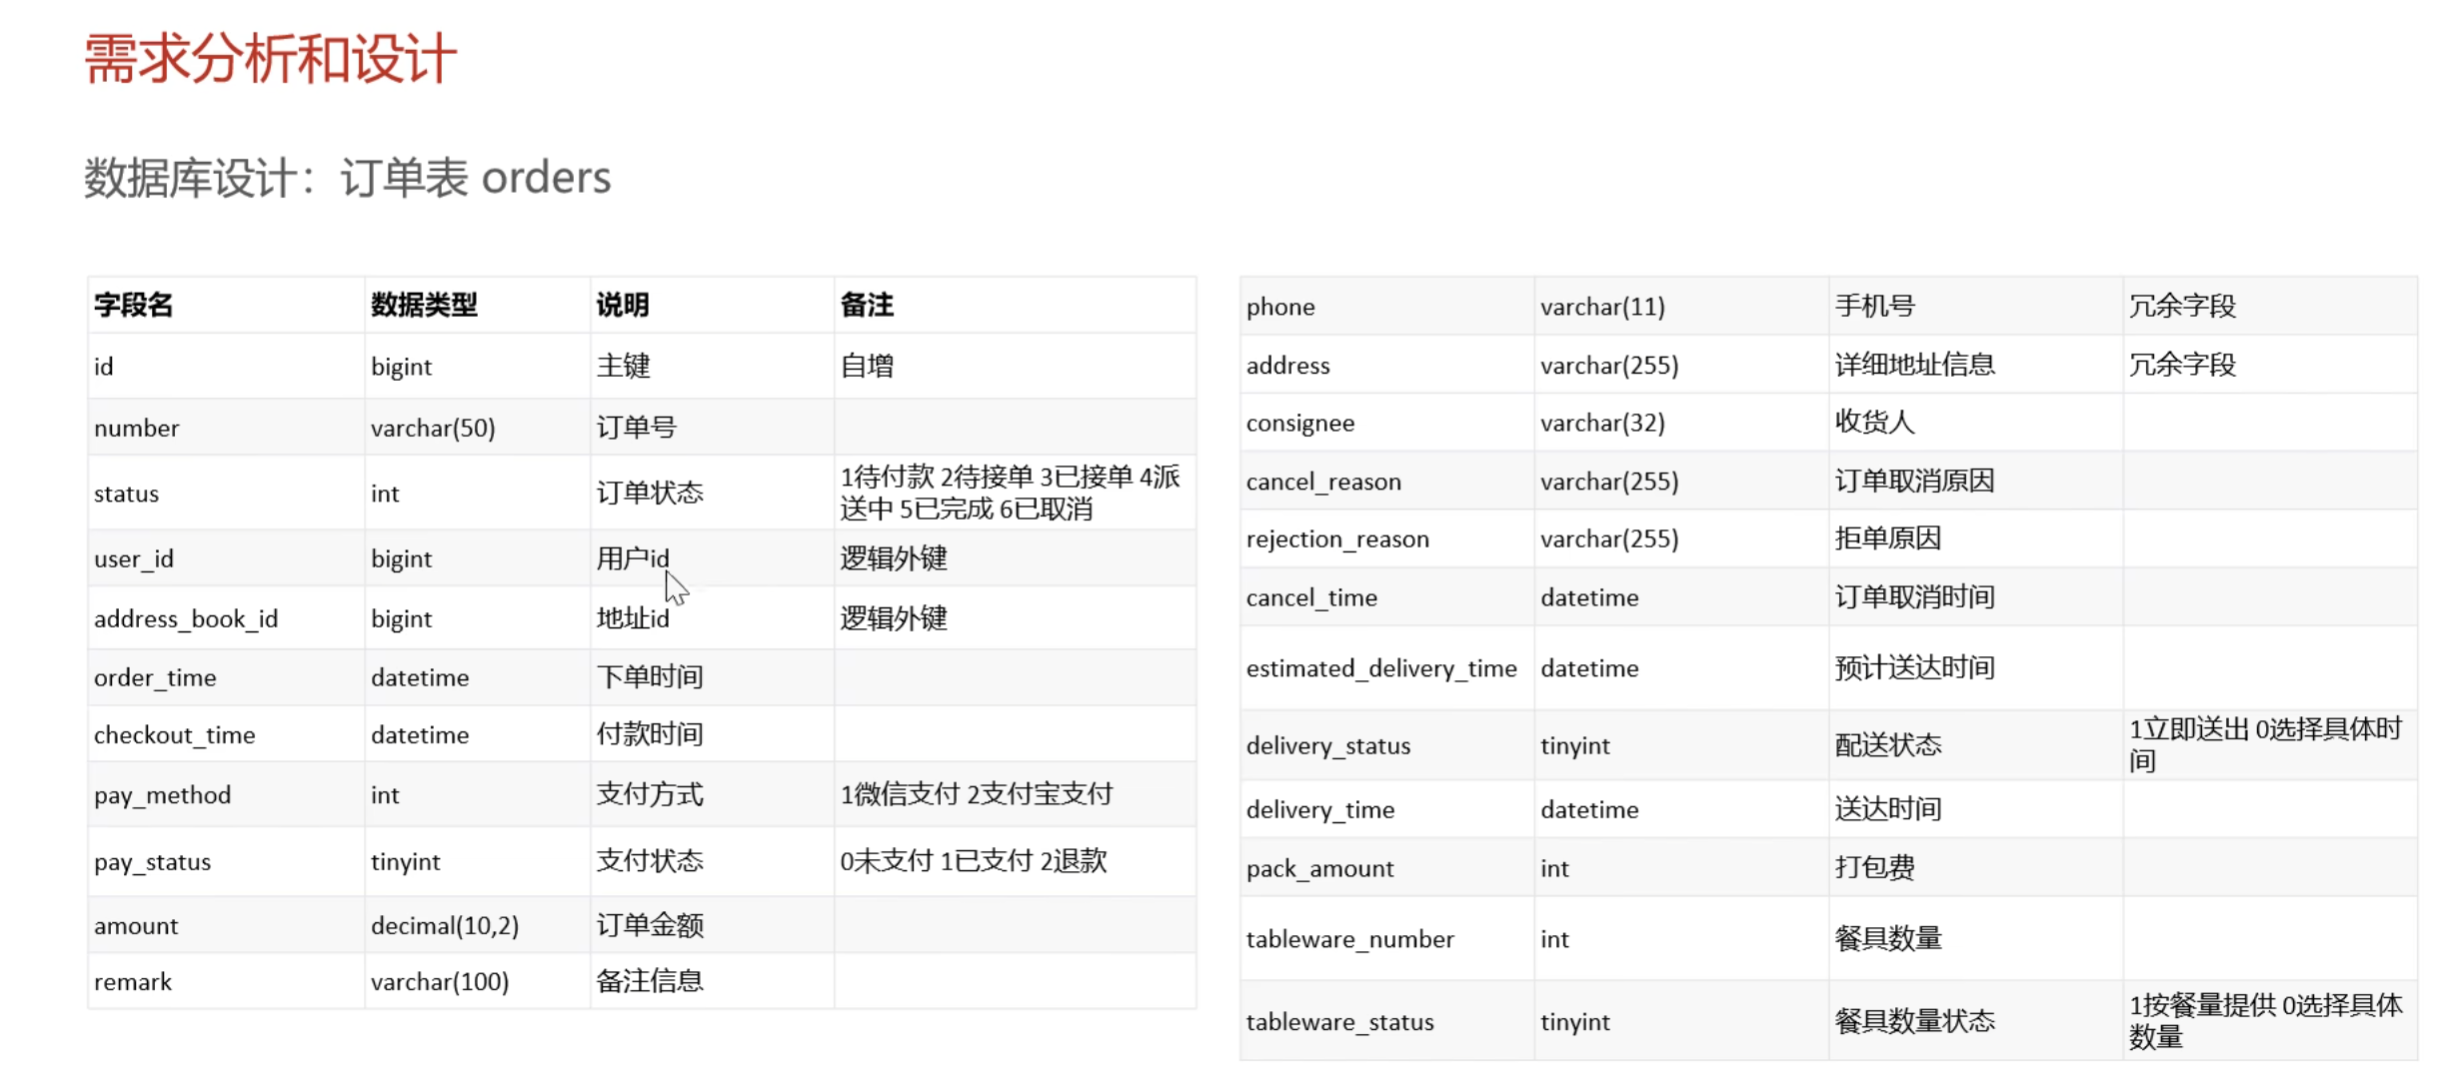 需求分析和设计
数据库设计：订单表 orders
字段名 数据类型 说明 备注
id bigint 主键 自增
number varchar(50) 订单号
status int 订单状态 1待付款 2待接单 3已接单 4派
送中 5已完成 6已取消
user_id bigint 用户id 逻辑外键
address_book_id bigint 地址id 逻辑外键
order_time datetime 下单时间
checkout_time datetime 付款时间
pay_method int 支付方式 1微信支付 2支付宝支付
pay_status tinyint 支付状态 0未支付 1已支付 2退款
amount decimal(10,2) 订单金额
remark varchar(100) 备注信息
phone varchar(11) 手机号 冗余字段
address varchar(255) 详细地址信息 冗余字段
consignee varchar(32) 收货人
cancel_reason varchar(255) 订单取消原因
rejection_reason varchar(255) 拒单原因
cancel_time datetime 订单取消时间
estimated_delivery_time datetime 预计送达时间
delivery_status tinyint 配送状态 1立即送出 0选择具体时
间
delivery_time datetime 送达时间
pack_amount int 打包费
tableware_number int 餐具数量
tableware_status tinyint 餐具数量状态 1按餐量提供 0选择具体
数量